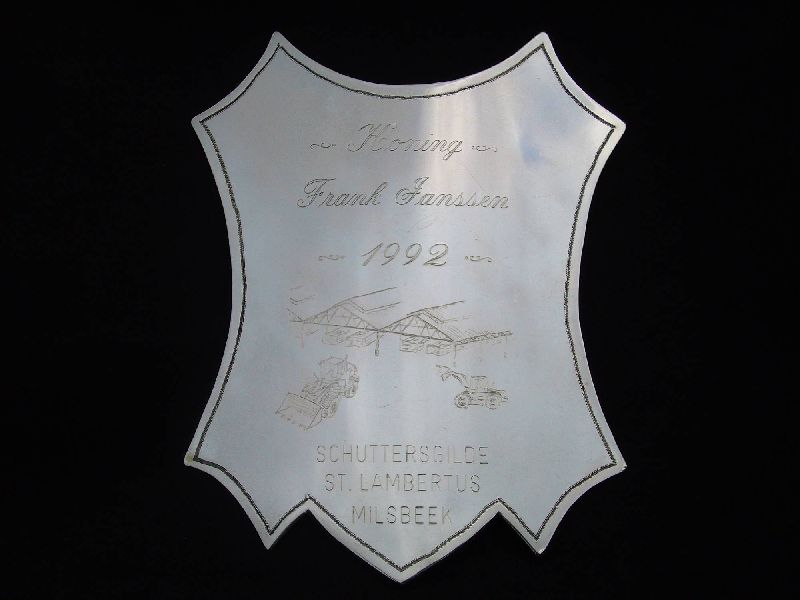 ~ Koning ~
Frank Janssen
~ 1992 ~
SCHUTTERSGILDE
ST. LAMBERTUS
MILSBEEK